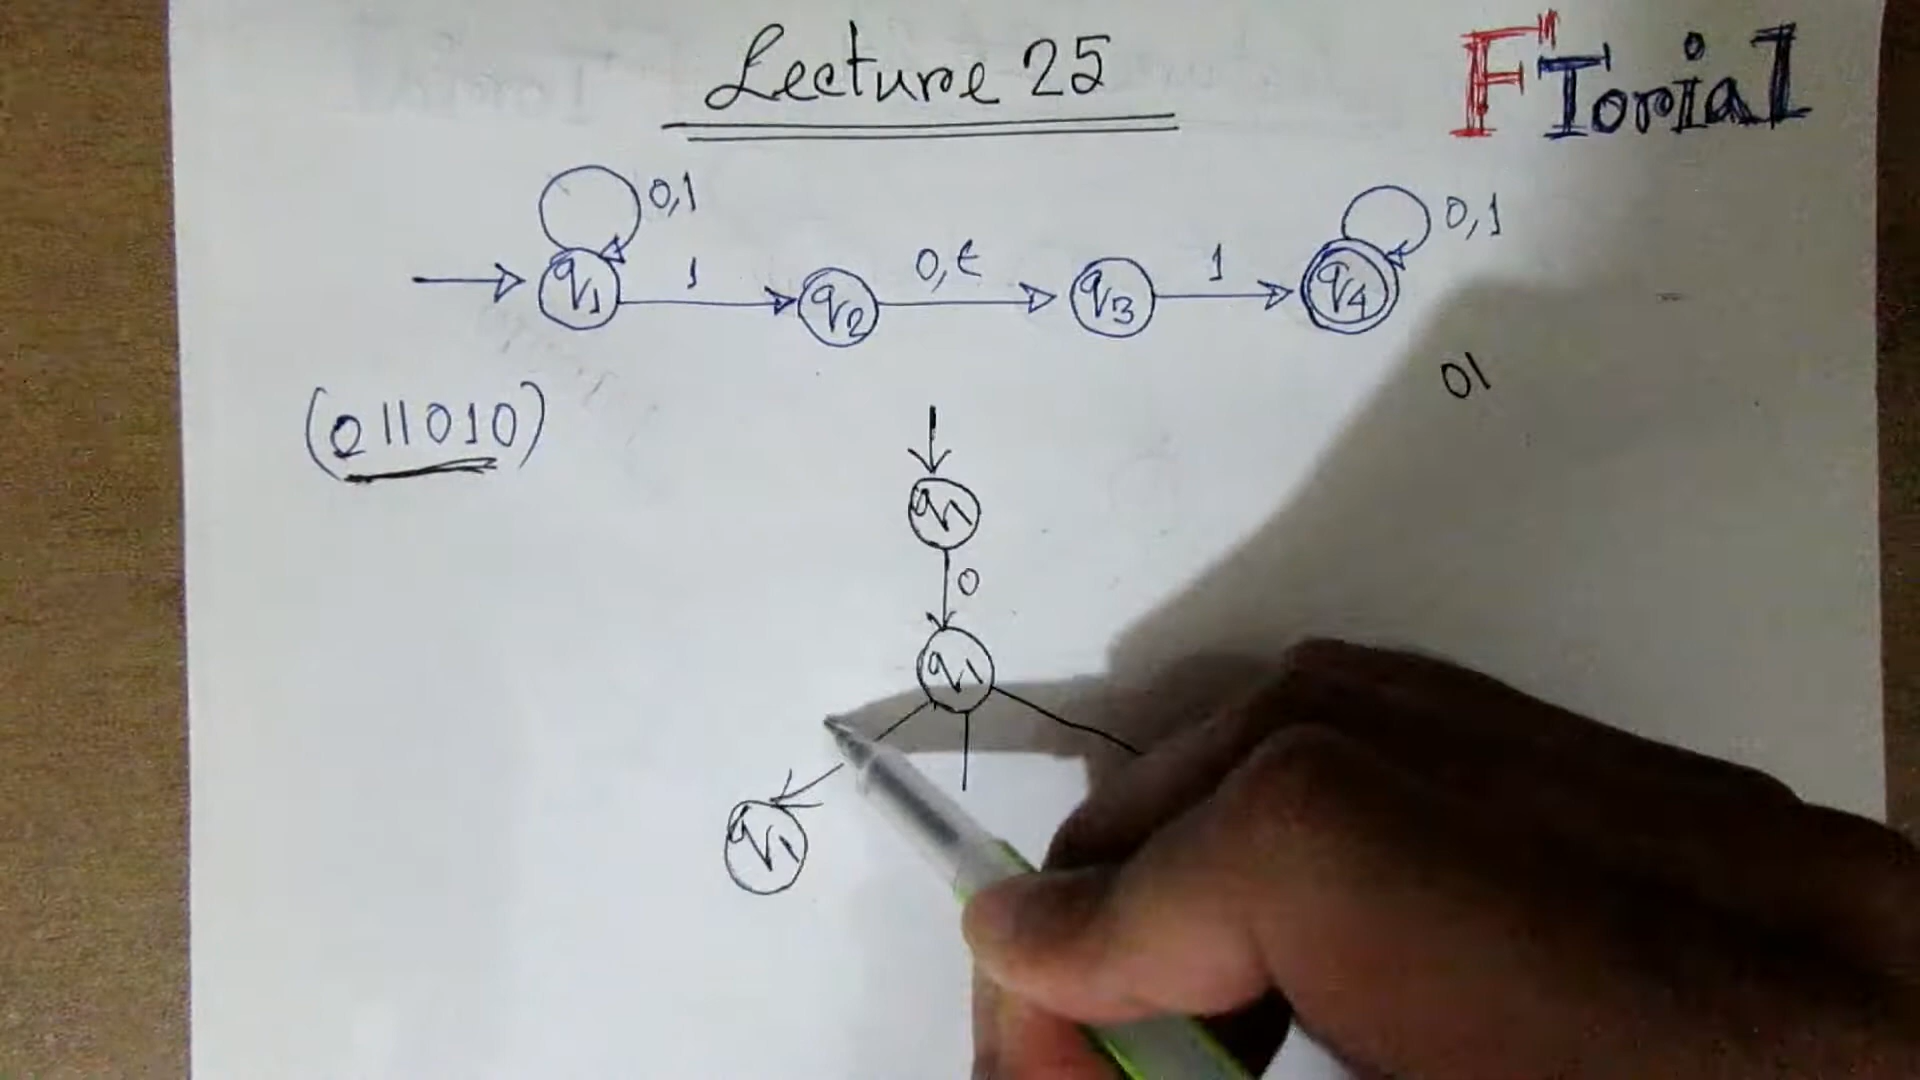 Lecture 25
FTorial
0,1
0,1
1
0,ϵ
1
q1
q2
q3
q4
01
(011010)
q1
0
q1
q1